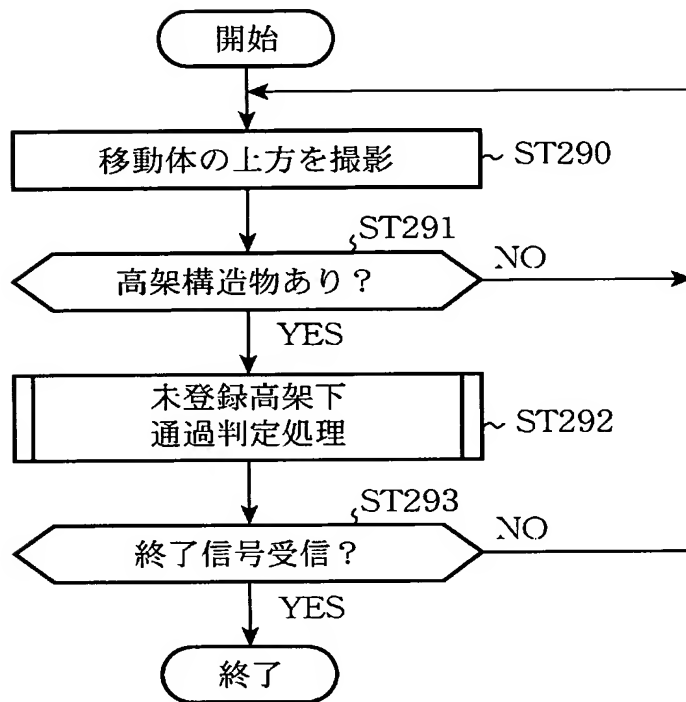 開始
移動体の上方を撮影
ST290
ST291
高架構造物あり？
NO
YES
未登録高架下
通過判定処理
ST292
ST293
終了信号受信？
NO
YES
終了